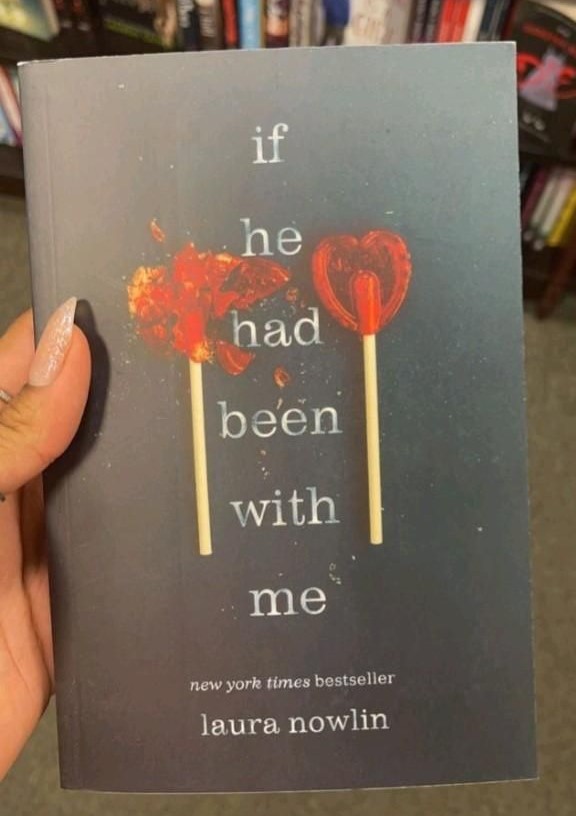 if
he
had
been
with
me
new york times bestseller
laura nowlin